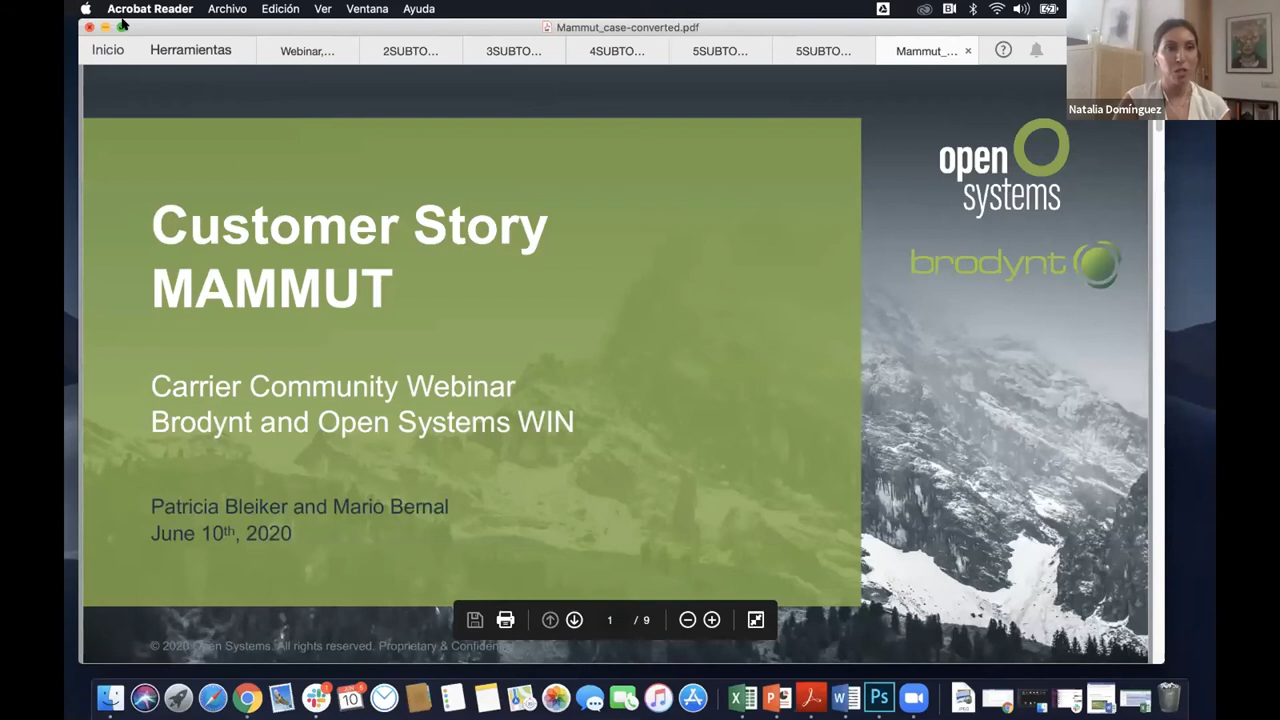 Acrobat Reader Archivo Edición Ver Ventana Ayuda
Mammut_case-converted.pdf
Inicio Herramientas Webinar,... 2SUBTO... 3SUBTO... 4SUBTO... 5SUBTO... 5SUBTO... Mammut_... ×
Natalia Domínguez
open
systems
brodynt
Customer Story
MAMMUT
Carrier Community Webinar
Brodynt and Open Systems WIN
Patricia Bleiker and Mario Bernal
June 10th, 2020
1 / 9
© 2020 Open Systems. All rights reserved. Proprietary & Confiden
10
W
Ps